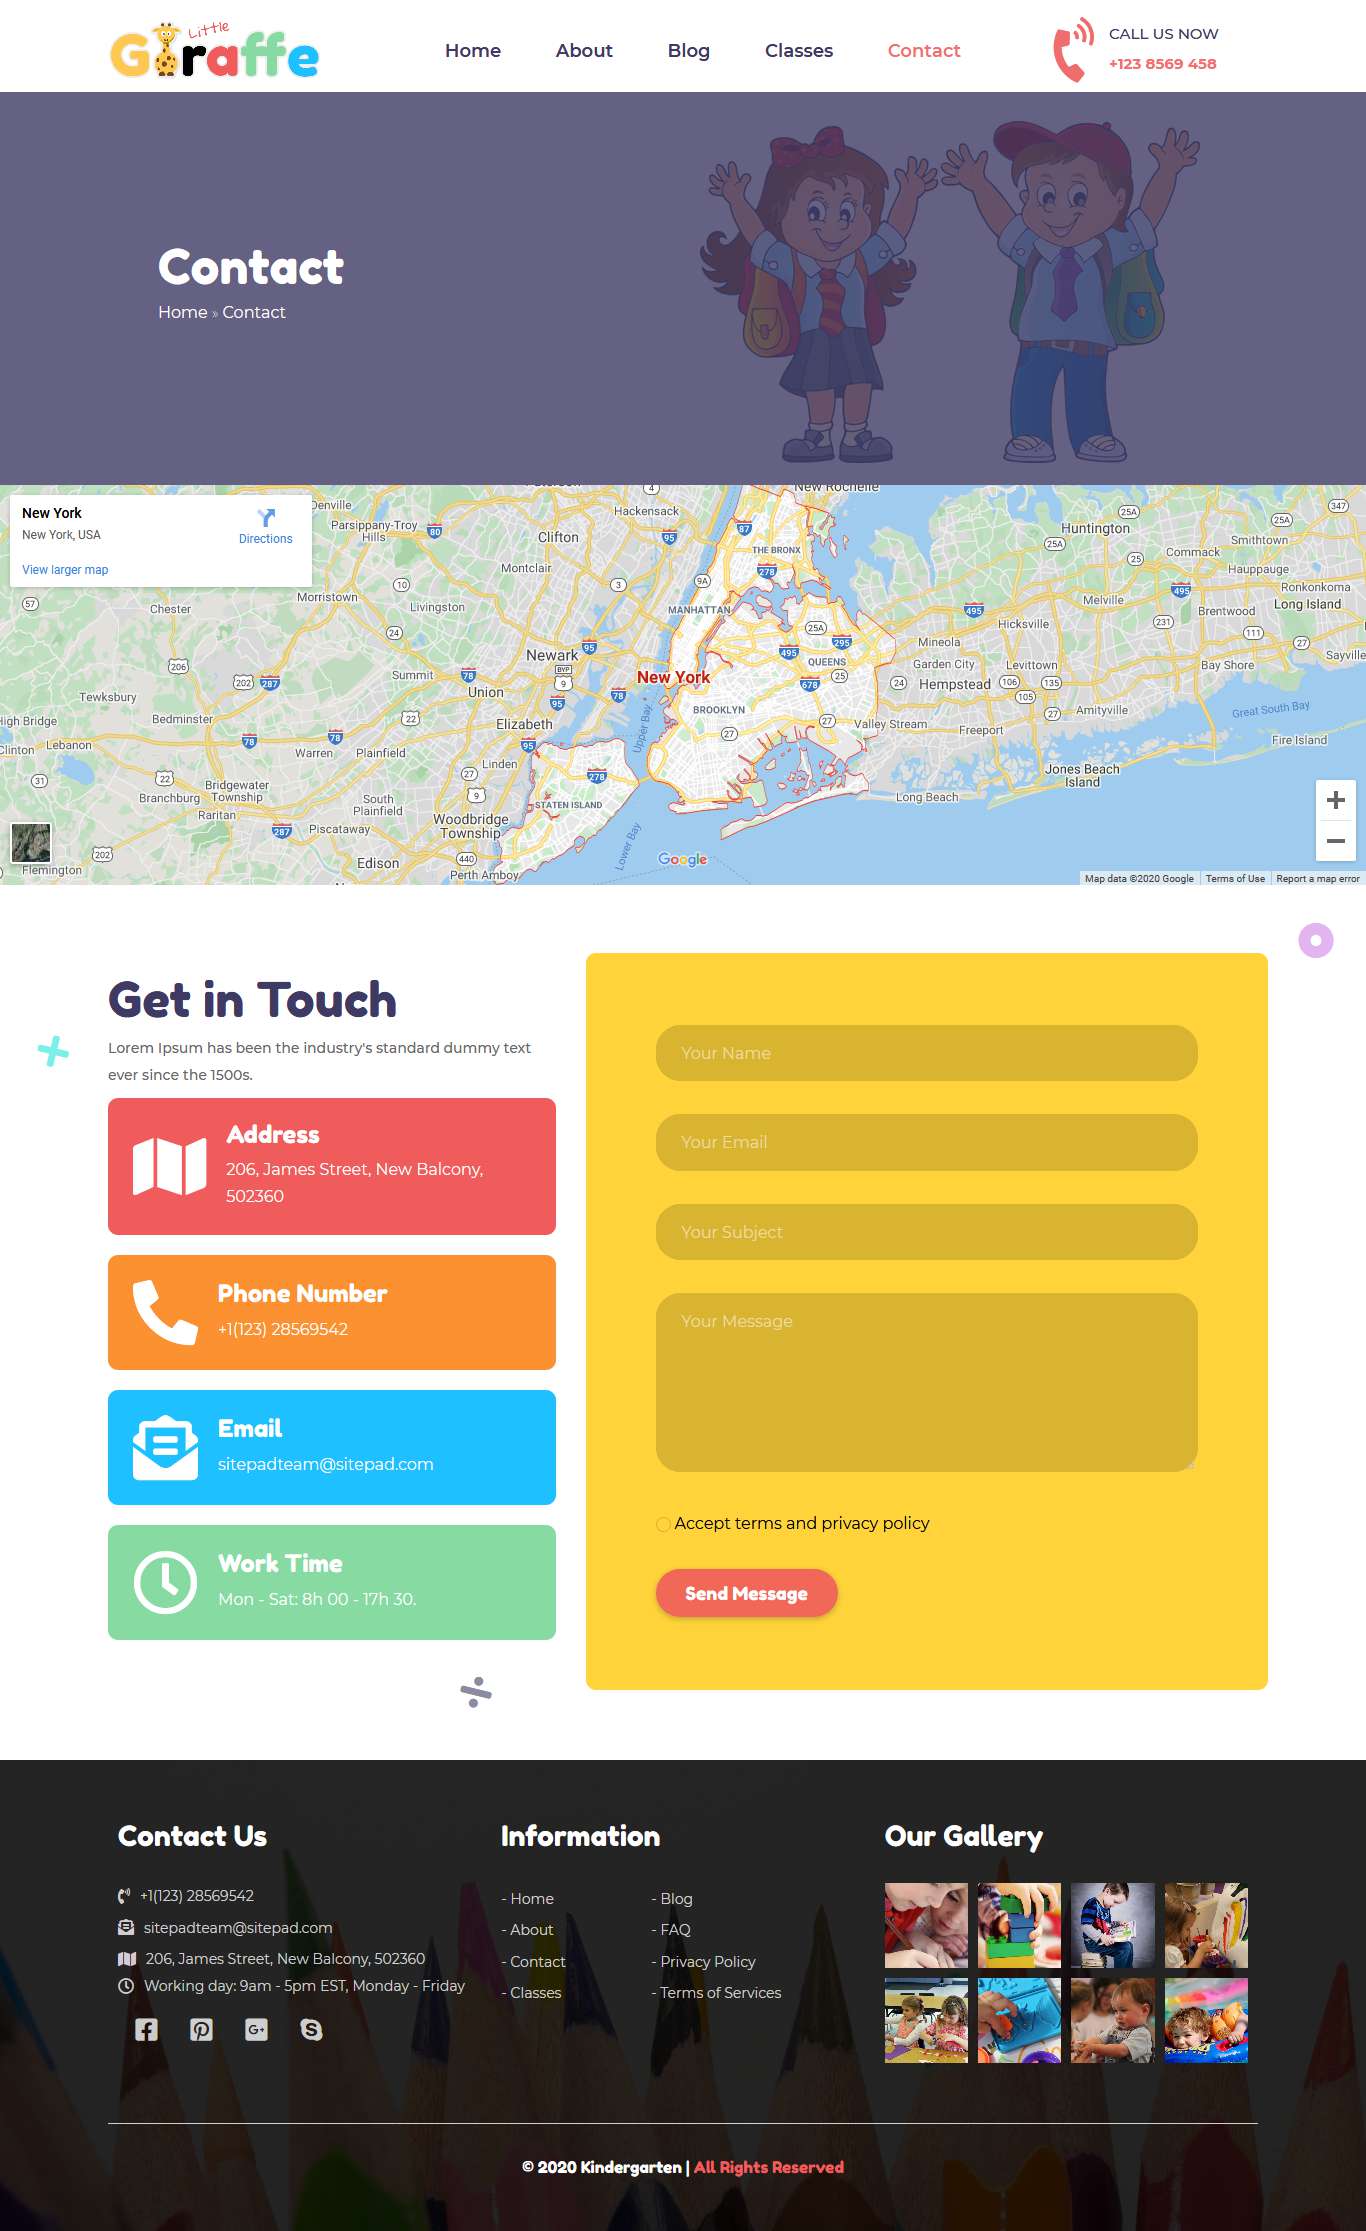 Little
Giraffe
Home
About
Blog
Classes
Contact
CALL US NOW
+123 8569 458
Contact
Home » Contact
New York
New York, USA
Directions
View larger map
New Rochelle
Denville
Parsippany-Troy
Hills
Hackensack
Clifton
Montclair
THE BRONX
Huntington
Smithtown
Commack
Hauppauge
Ronkonkoma
Long Island
Chester
Morristown
Livingston
MANHATTAN
Melville
Brentwood
Hicksville
Mineola
Newark
QUEENS
Garden City
Levittown
Bay Shore
Sayville
Summit
Union
New York
Hempstead
Tewksbury
BROOKLYN
Amityville
Great South Bay
Bedminster
Elizabeth
Upper Bay
Valley Stream
Freeport
Fire Island
High Bridge
Clinton
Lebanon
Warren
Plainfield
Linden
Jones Beach
Island
Bridgewater
Township
Branchburg
South
Plainfield
STATEN ISLAND
Long Beach
Raritan
Piscataway
Woodbridge
Township
Lower Bay
Edison
Perth Amboy
Flemington
Google
Map data ©2020 Google
Terms of Use
Report a map error
Get in Touch
Lorem Ipsum has been the industry's standard dummy text
ever since the 1500s.
Address
206, James Street, New Balcony,
502360
Phone Number
+1(123) 28569542
Email
sitepadteam@sitepad.com
Work Time
Mon - Sat: 8h 00 - 17h 30.
Your Name
Your Email
Your Subject
Your Message
Accept terms and privacy policy
Send Message
Contact Us
+1(123) 28569542
sitepadteam@sitepad.com
206, James Street, New Balcony, 502360
Working day: 9am - 5pm EST, Monday - Friday
Information
- Home
- About
- Contact
- Classes
- Blog
- FAQ
- Privacy Policy
- Terms of Services
Our Gallery
© 2020 Kindergarten | All Rights Reserved